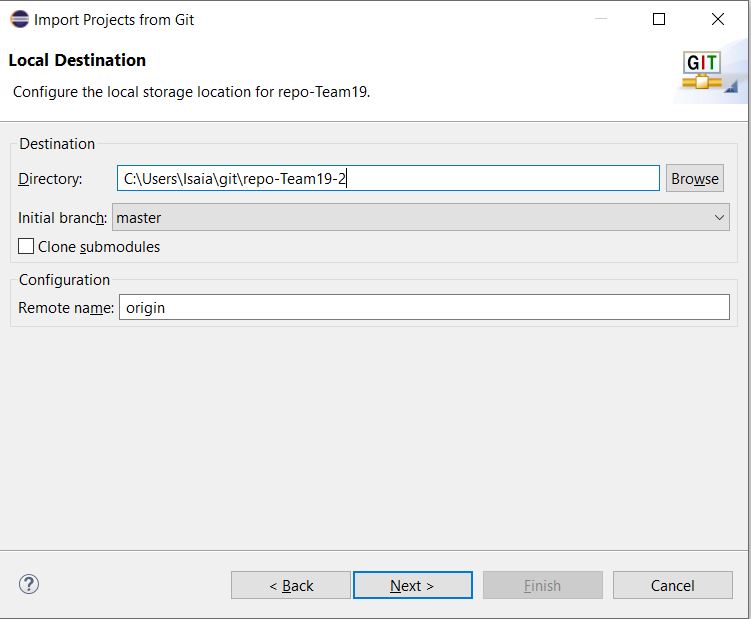 Import Projects from Git
Local Destination
Configure the local storage location for repo-Team19.
GIT
Destination
Directory: C:\Users\Isaia\git\repo-Team19-2 Browse
Initial branch: master
Clone submodules
Configuration
Remote name: origin
? < Back Next > Finish Cancel